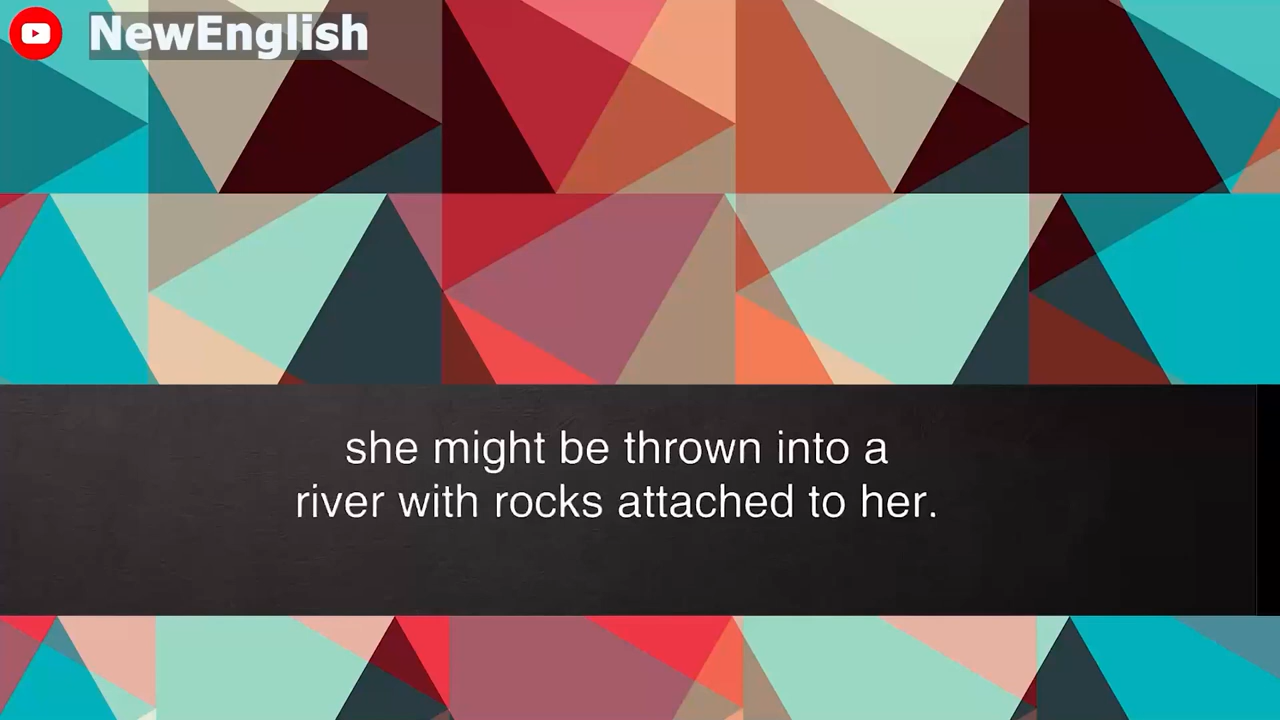 NewEnglish
she might be thrown into a
river with rocks attached to her.